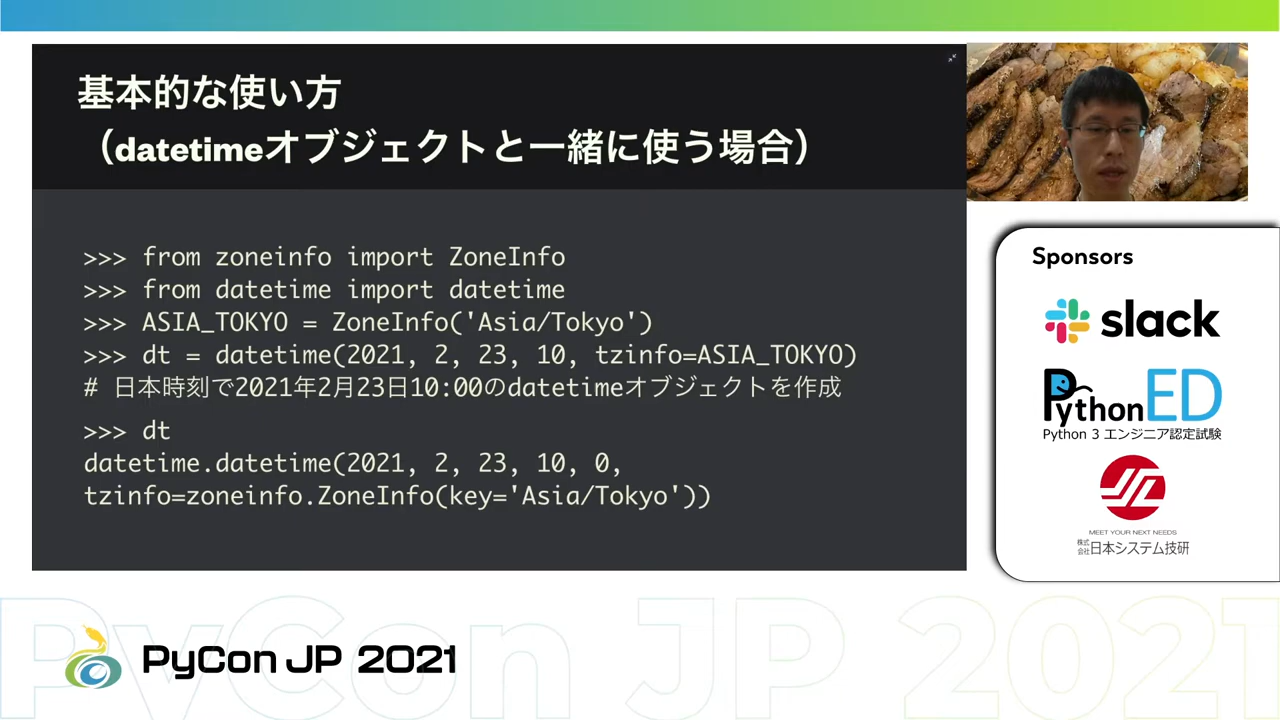 基本的な使い方
（datetimeオブジェクトと一緒に使う場合）
>>> from zoneinfo import ZoneInfo
>>> from datetime import datetime
>>> ASIA_TOKYO = ZoneInfo('Asia/Tokyo')
>>> dt = datetime(2021, 2, 23, 10, tzinfo=ASIA_TOKYO)
# 日本時刻で2021年2月23日10:00のdatetimeオブジェクトを作成
>>> dt
datetime.datetime(2021, 2, 23, 10, 0,
tzinfo=zoneinfo.ZoneInfo(key='Asia/Tokyo'))
Sponsors
slack
PythonED
Python 3 エンジニア認定試験
MEET YOUR NEXT NEEDS
株式会社日本システム技研
PyCon JP 2021
PyCon JP 2021